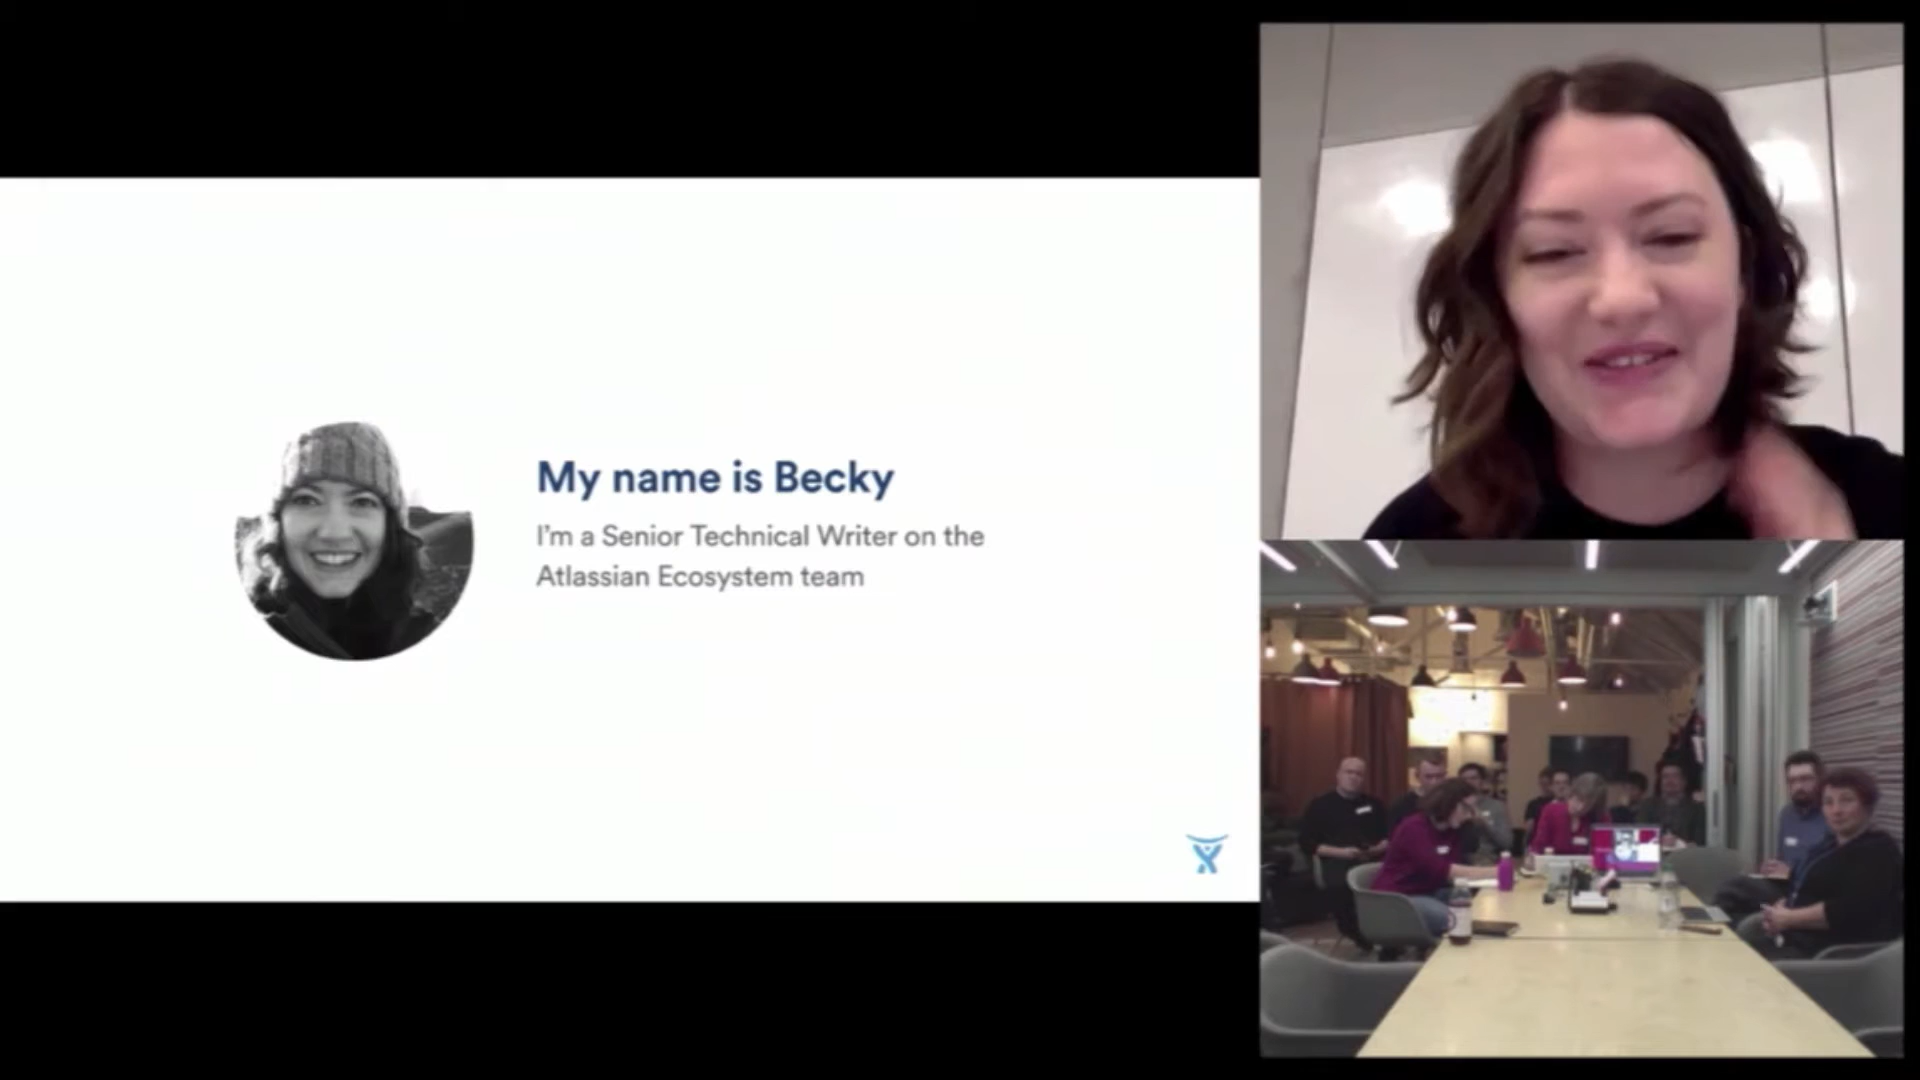 My name is Becky
I'm a Senior Technical Writer on the
Atlassian Ecosystem team